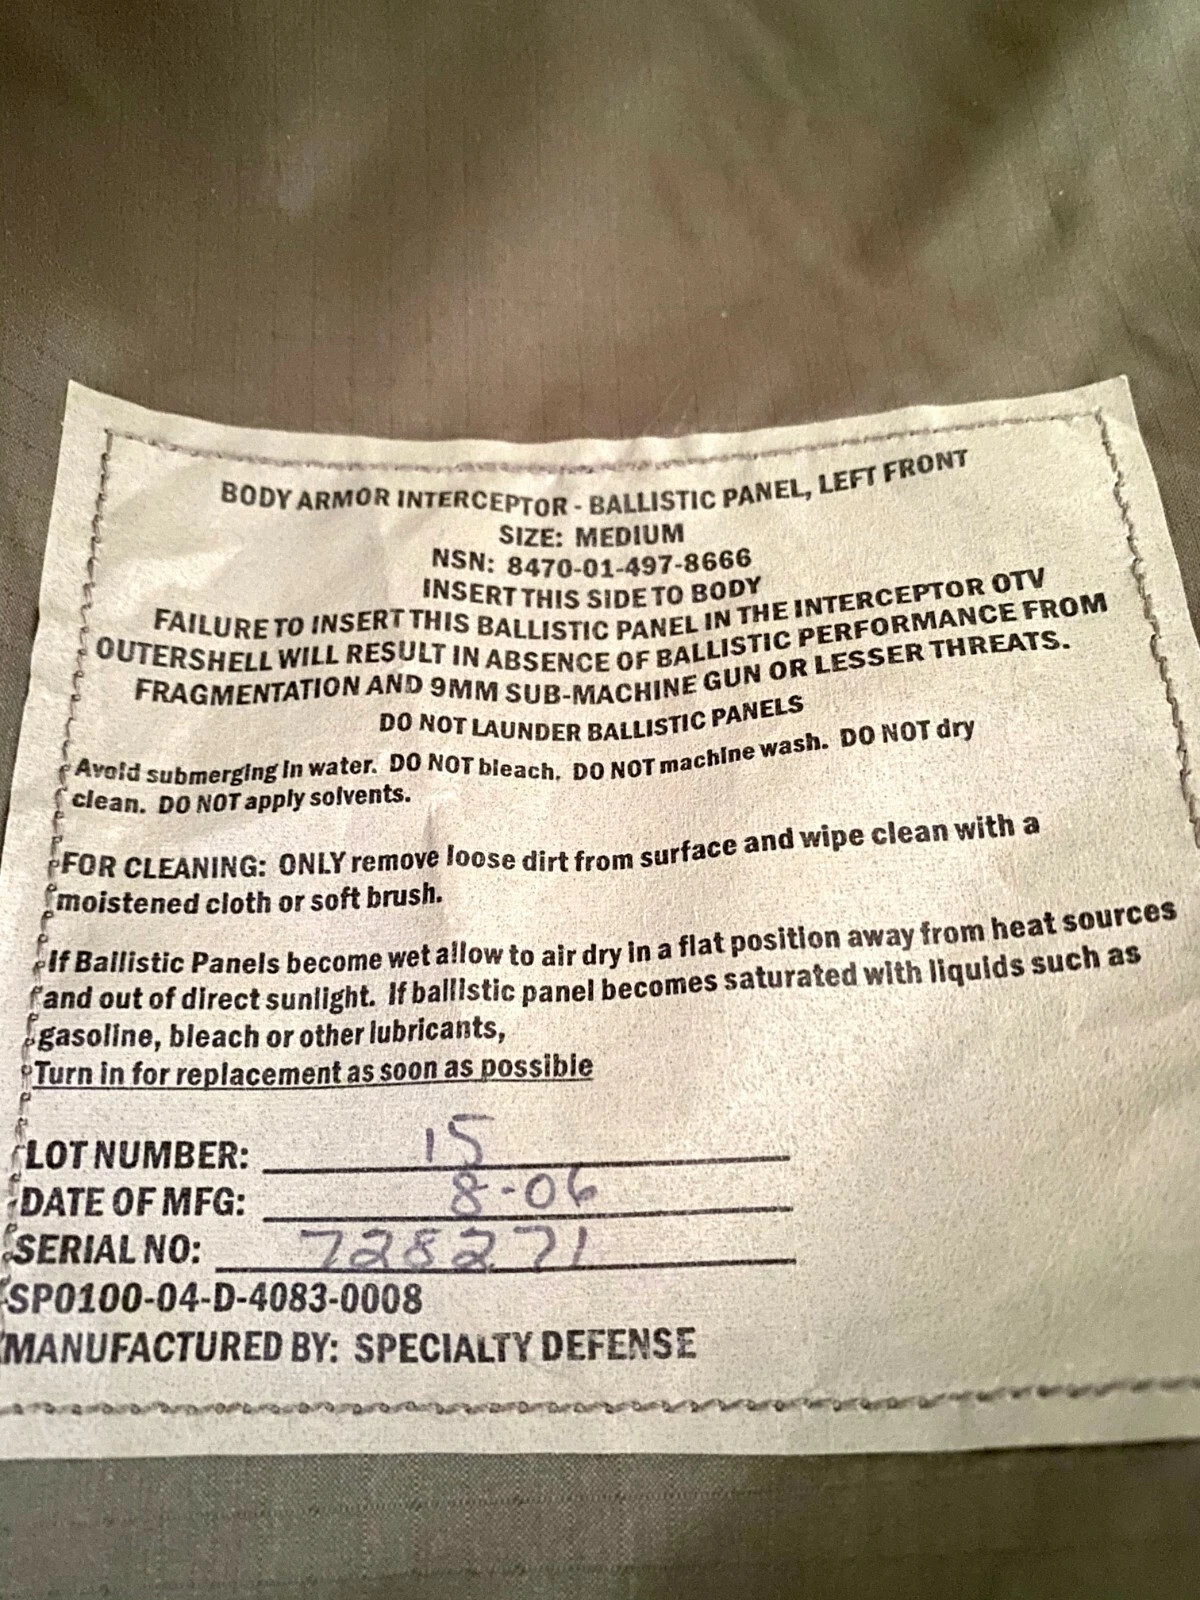 BODY ARMOR INTERCEPTOR - BALLISTIC PANEL, LEFT FRONT
SIZE: MEDIUM
NSN: 8470-01-497-8666
INSERT THIS SIDE TO BODY
FAILURE TO INSERT THIS BALLISTIC PANEL IN THE INTERCEPTOR OTV
OUTERSHELL WILL RESULT IN ABSENCE OF BALLISTIC PERFORMANCE FROM
FRAGMENTATION AND 9MM SUB-MACHINE GUN OR LESSER THREATS.
DO NOT LAUNDER BALLISTIC PANELS
Avoid submerging in water. DO NOT bleach. DO NOT machine wash. DO NOT dry
clean. DO NOT apply solvents.
FOR CLEANING: ONLY remove loose dirt from surface and wipe clean with a
moistened cloth or soft brush.
If Ballistic Panels become wet allow to air dry in a flat position away from heat sources
and out of direct sunlight. If ballistic panel becomes saturated with liquids such as
gasoline, bleach or other lubricants,
Turn in for replacement as soon as possible
LOT NUMBER: 15
DATE OF MFG: 8-06
SERIAL NO: 728271
SP0100-04-D-4083-0008
MANUFACTURED BY: SPECIALTY DEFENSE